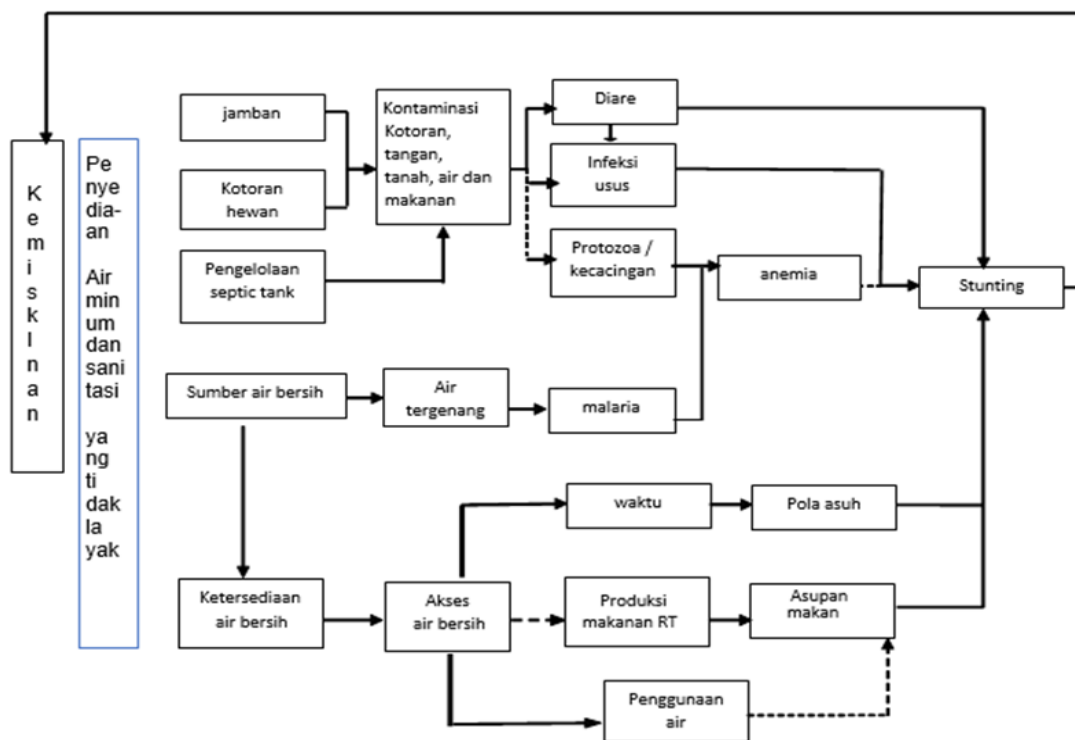 K
e
m
i
s
k
I
n
a
n
Pe
nye
dia-
an
Air
min
um dan
sani
tasi
ya
ng ti
dak
la
yak
jamban
Kotoran
hewan
Pengelolaan
septic tank
Kontaminasi
Kotoran,
tangan,
tanah, air dan
makanan
Diare
Infeksi
usus
Protozoa /
kecacingan
anemia
Stunting
Sumber air bersih
Air
tergenang
malaria
waktu
Pola asuh
Ketersediaan
air bersih
Akses
air bersih
Produksi
makanan RT
Asupan
makan
Penggunaan
air